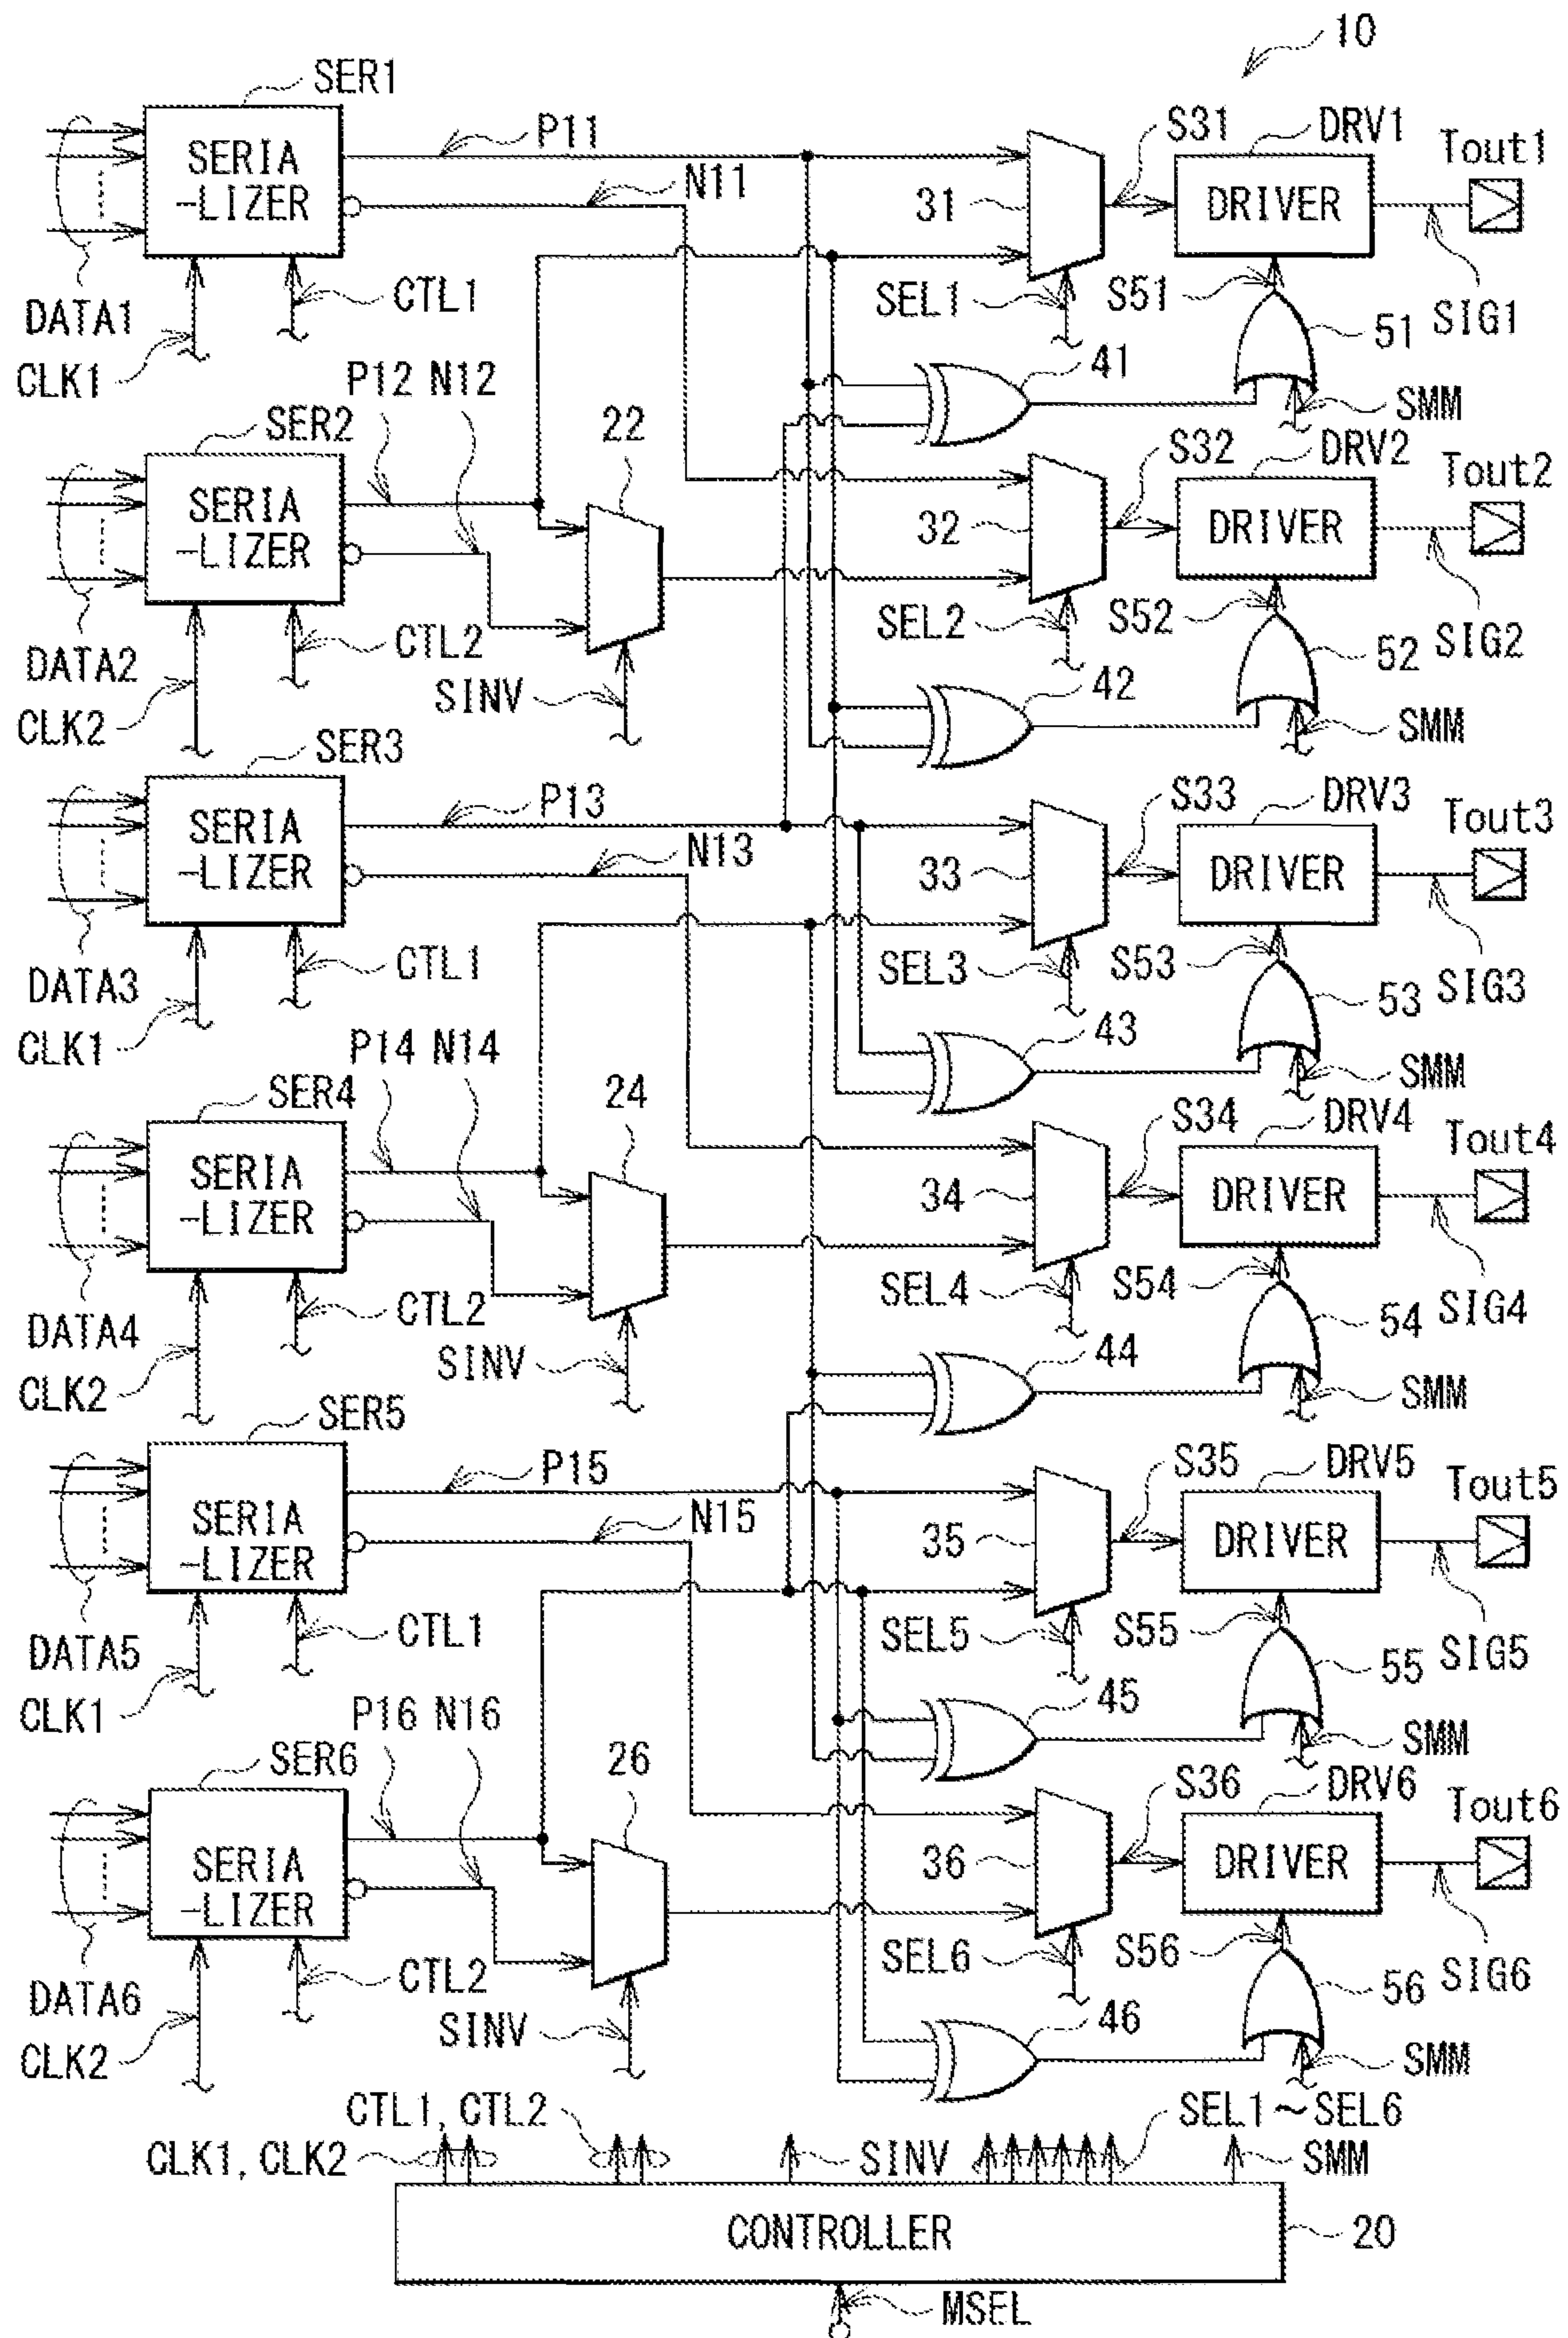 10
SER1
P11
S31
DRV1
Tout1
SERIA
-LIZER
N11
31
DRIVER
DATA1
CTL1
SEL1
S51
51
SIG1
CLK1
P12 N12
41
SMM
SER2
22
S32
DRV2
Tout2
SERIA
-LIZER
32
DRIVER
DATA2
CTL2
SEL2
S52
52
SIG2
CLK2
SINV
42
SMM
SER3
P13
S33
DRV3
Tout3
SERIA
-LIZER
N13
33
DRIVER
DATA3
CTL1
SEL3
S53
53
SIG3
CLK1
P14 N14
43
SMM
SER4
24
S34
DRV4
Tout4
SERIA
-LIZER
34
DRIVER
DATA4
CTL2
SEL4
S54
54
SIG4
CLK2
SINV
44
SMM
SER5
P15
S35
DRV5
Tout5
SERIA
-LIZER
N15
35
DRIVER
DATA5
CTL1
SEL5
S55
55
SIG5
CLK1
P16 N16
45
SMM
SER6
26
S36
DRV6
Tout6
SERIA
-LIZER
36
DRIVER
DATA6
CTL2
SEL6
S56
56
SIG6
CLK2
SINV
46
SMM
CTL1, CTL2
SEL1～SEL6
CLK1, CLK2
SINV
SMM
CONTROLLER
20
MSEL